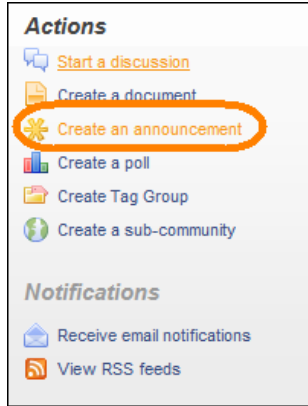 Actions
Start a discussion
Create a document
Create an announcement
Create a poll
Create Tag Group
Create a sub-community
Notifications
Receive email notifications
View RSS feeds